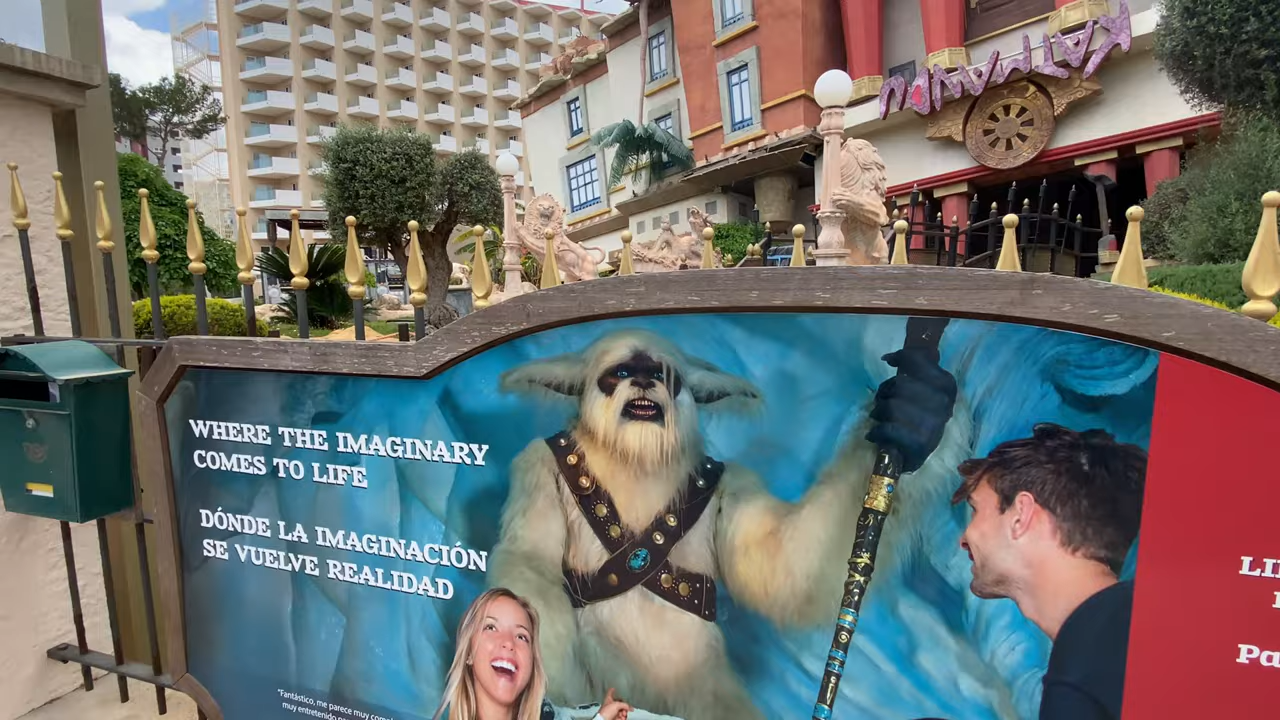 KATMANDU
WHERE THE IMAGINARY
COMES TO LIFE
DÓNDE LA IMAGINACIÓN
SE VUELVE REALIDAD
"Fantástico, me parece muy
muy entretenido